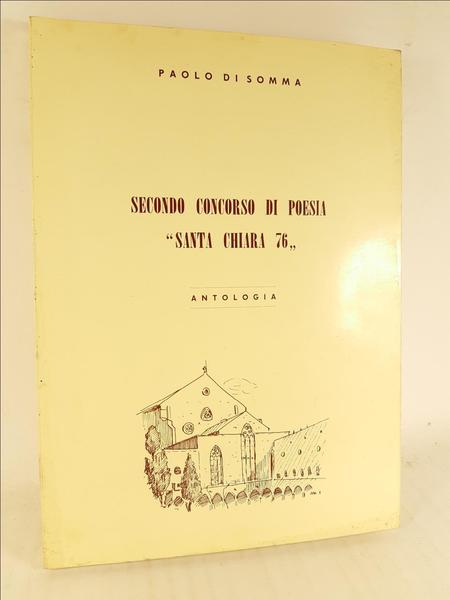 PAOLO DI SOMMA
SECONDO CONCORSO DI POESIA
“SANTA CHIARA 76„
ANTOLOGIA